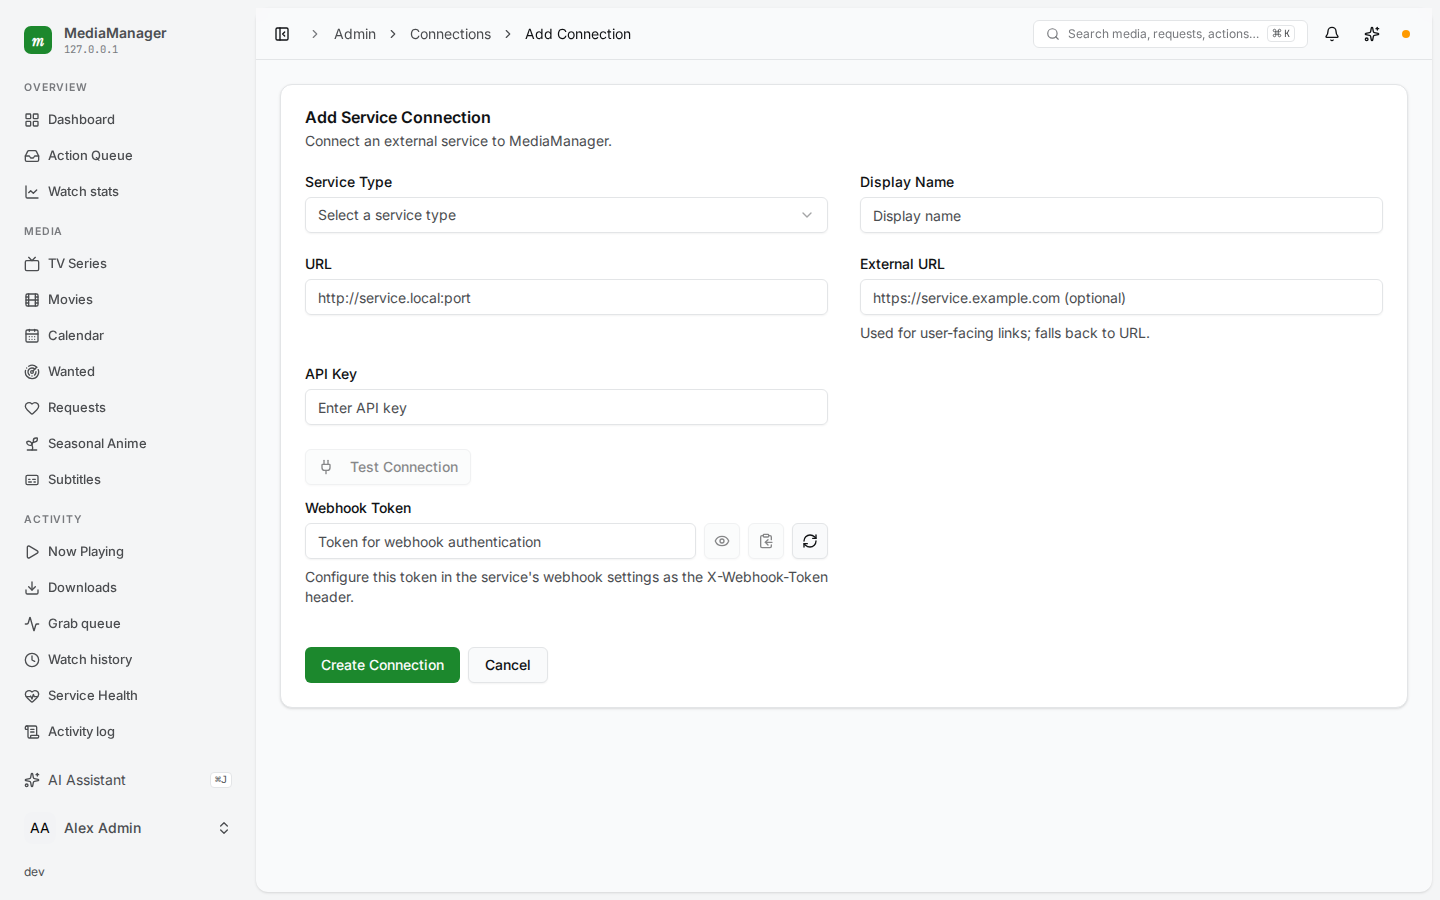 MediaManager
127.0.0.1
OVERVIEW
Dashboard
Action Queue
Watch stats
MEDIA
TV Series
Movies
Calendar
Wanted
Requests
Seasonal Anime
Subtitles
ACTIVITY
Now Playing
Downloads
Grab queue
Watch history
Service Health
Activity log
AI Assistant
⌘J
AA Alex Admin
dev
Admin Connections Add Connection
Search media, requests, actions... ⌘K
Add Service Connection
Connect an external service to MediaManager.
Service Type
Select a service type
Display Name
Display name
URL
http://service.local:port
External URL
https://service.example.com (optional)
Used for user-facing links; falls back to URL.
API Key
Enter API key
Test Connection
Webhook Token
Token for webhook authentication
Configure this token in the service's webhook settings as the X-Webhook-Token
header.
Create Connection
Cancel